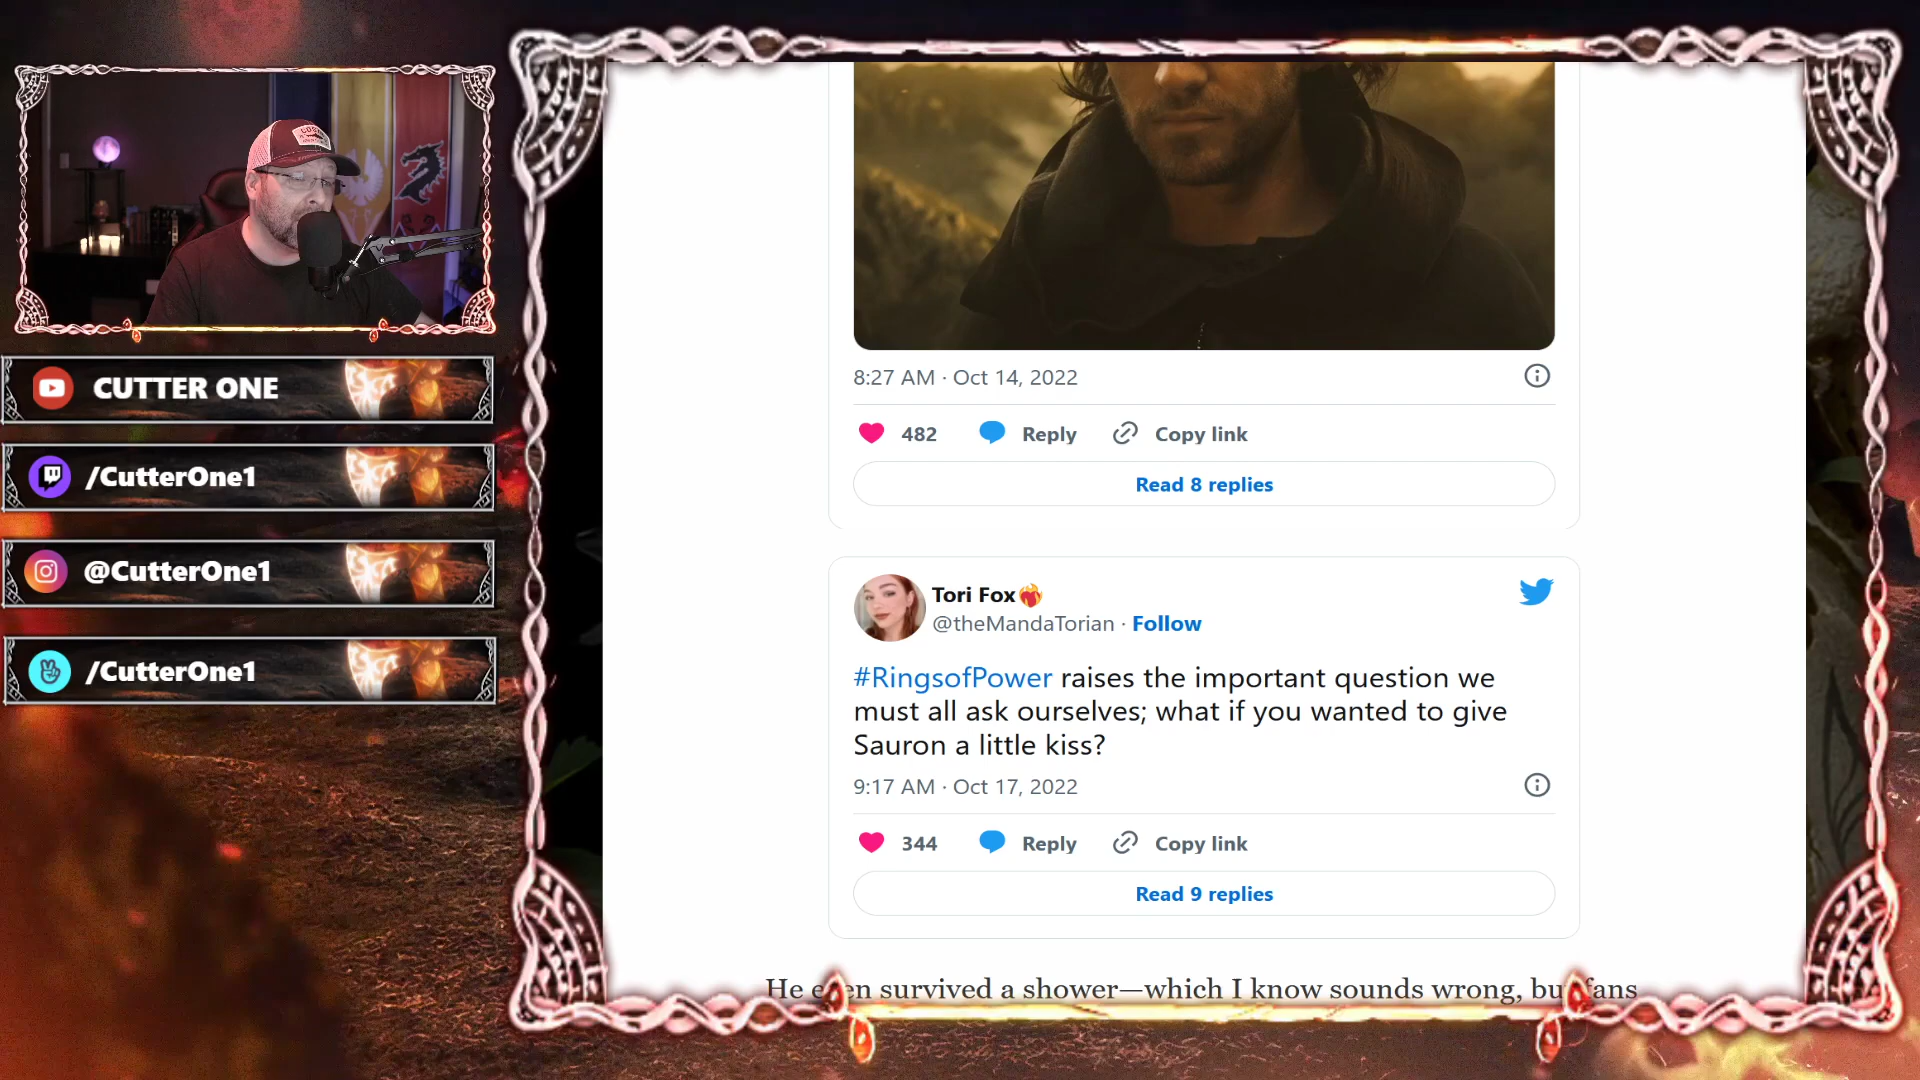 CUTTER ONE
/CutterOne1
@CutterOne1
/CutterOne1
8:27 AM · Oct 14, 2022
482 Reply Copy link
Read 8 replies
Tori Fox
@theMandaTorian · Follow
#RingsofPower raises the important question we
must all ask ourselves; what if you wanted to give
Sauron a little kiss?
9:17 AM · Oct 17, 2022
344 Reply Copy link
Read 9 replies
He even survived a shower—which I know sounds wrong, but fans